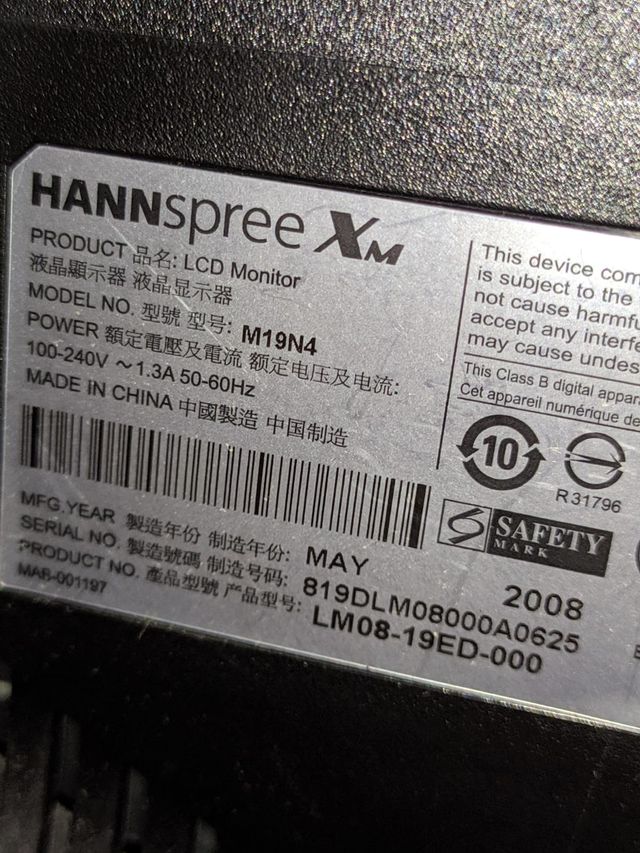 HANNspree XM
PRODUCT 品名: LCD Monitor
液晶顯示器 液晶显示器
MODEL NO. 型號 型号: M19N4
POWER 額定電壓及電流 额定电压及电流:
100-240V ~1.3A 50-60Hz
MADE iN CHINA 中國製造 中国制造
MFG.YEAR 製造年份 制造年份: MAY 2008
SERIAL NO. 製造號碼 制造号码: 819DLM08000A0625
PRODUCT NO. 產品型號 产品型号: LM08-19ED-000
MAB-001197
This device com
is subject to the
not cause harmfu
accept any interfe
may cause undes
This Class B digital appara
Cet appareil numérique de
10
R31796
SAFETY
MARK